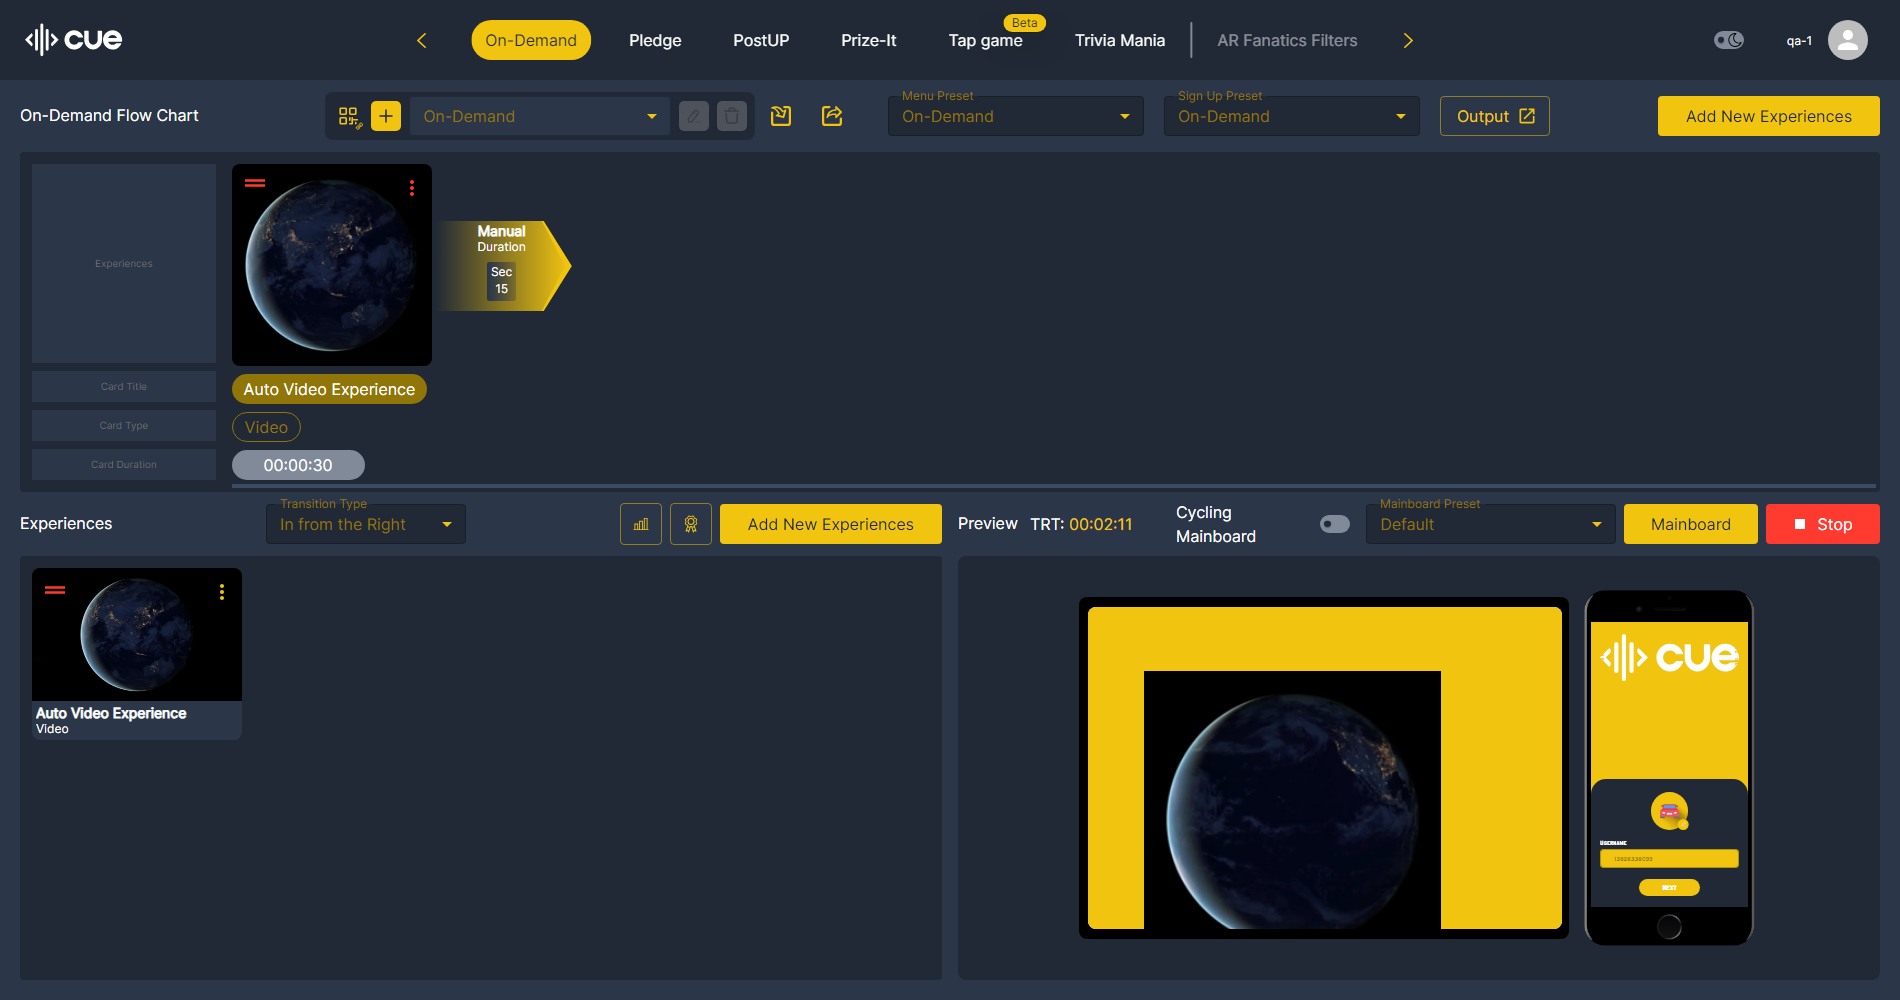 cue
On-Demand
Pledge
PostUP
Prize-It
Tap game
Beta
Trivia Mania
AR Fanatics Filters
qa-1
On-Demand Flow Chart
On-Demand
Menu Preset
On-Demand
Sign Up Preset
On-Demand
Output
Add New Experiences
Experiences
Manual
Duration
Sec
15
Card Title
Auto Video Experience
Card Type
Video
Card Duration
00:00:30
Experiences
Transition Type
In from the Right
Add New Experiences
Preview
TRT: 00:02:11
Cycling
Mainboard
Mainboard Preset
Default
Mainboard
Stop
Auto Video Experience
Video
cue
USERNAME
NEXT